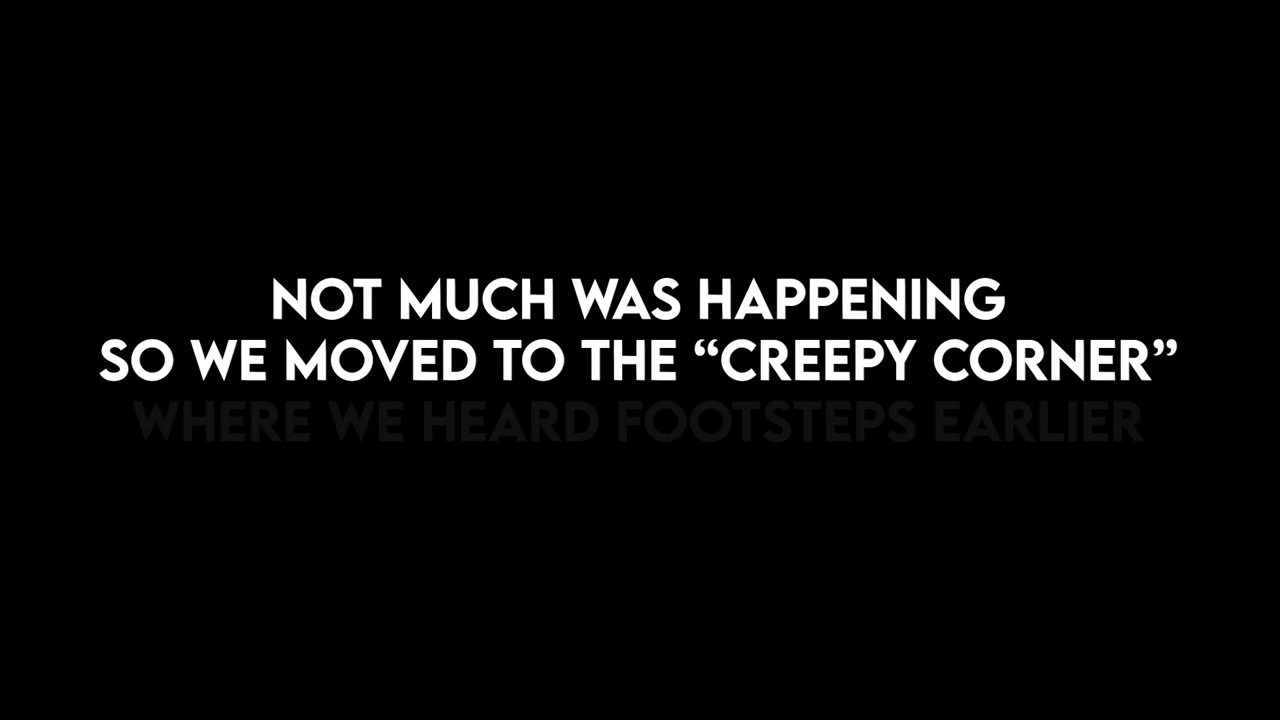 NOT MUCH WAS HAPPENING
SO WE MOVED TO THE “CREEPY CORNER”
WHERE WE HEARD FOOTSTEPS EARLIER